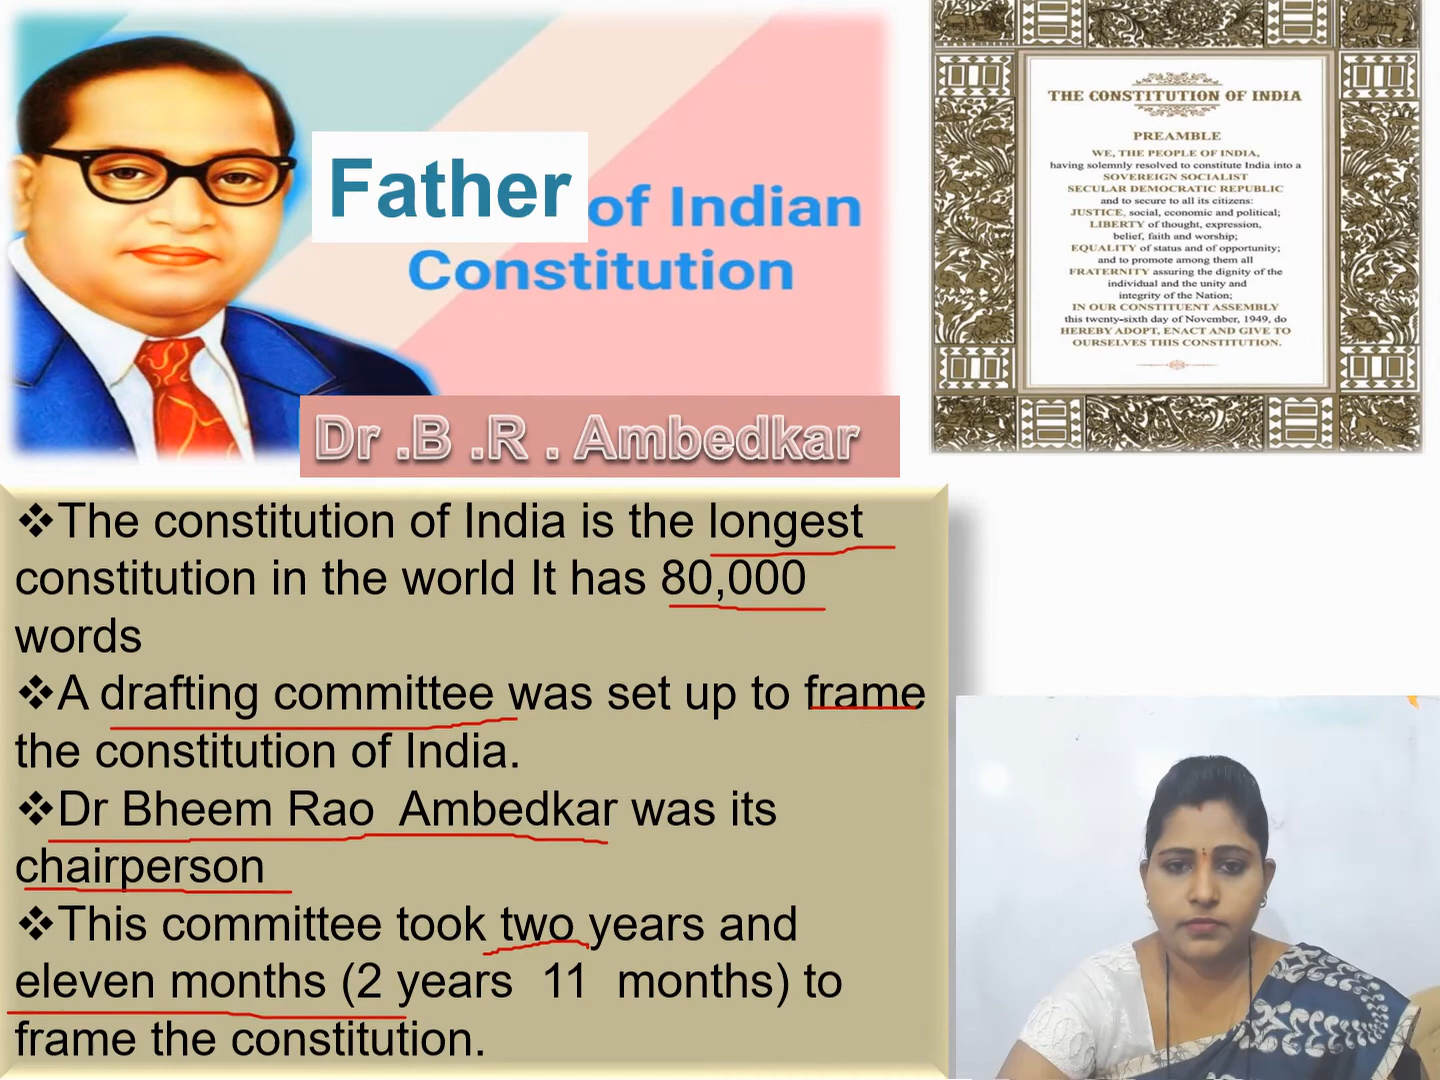 Father of Indian
Constitution
Dr .B .R . Ambedkar
THE CONSTITUTION OF INDIA
PREAMBLE
WE, THE PEOPLE OF INDIA,
having solemnly resolved to constitute India into a
SOVEREIGN SOCIALIST
SECULAR DEMOCRATIC REPUBLIC
and to secure to all its citizens:
JUSTICE, social, economic and political;
LIBERTY of thought, expression,
belief, faith and worship;
EQUALITY of status and of opportunity;
and to promote among them all
FRATERNITY assuring the dignity of the
individual and the unity and
integrity of the Nation;
IN OUR CONSTITUENT ASSEMBLY
this twenty-sixth day of November, 1949, do
HEREBY ADOPT, ENACT AND GIVE TO
OURSELVES THIS CONSTITUTION.
❖The constitution of India is the longest
constitution in the world It has 80,000
words
❖A drafting committee was set up to frame
the constitution of India.
❖Dr Bheem Rao  Ambedkar was its
chairperson
❖This committee took two years and
eleven months (2 years  11  months) to
frame the constitution.